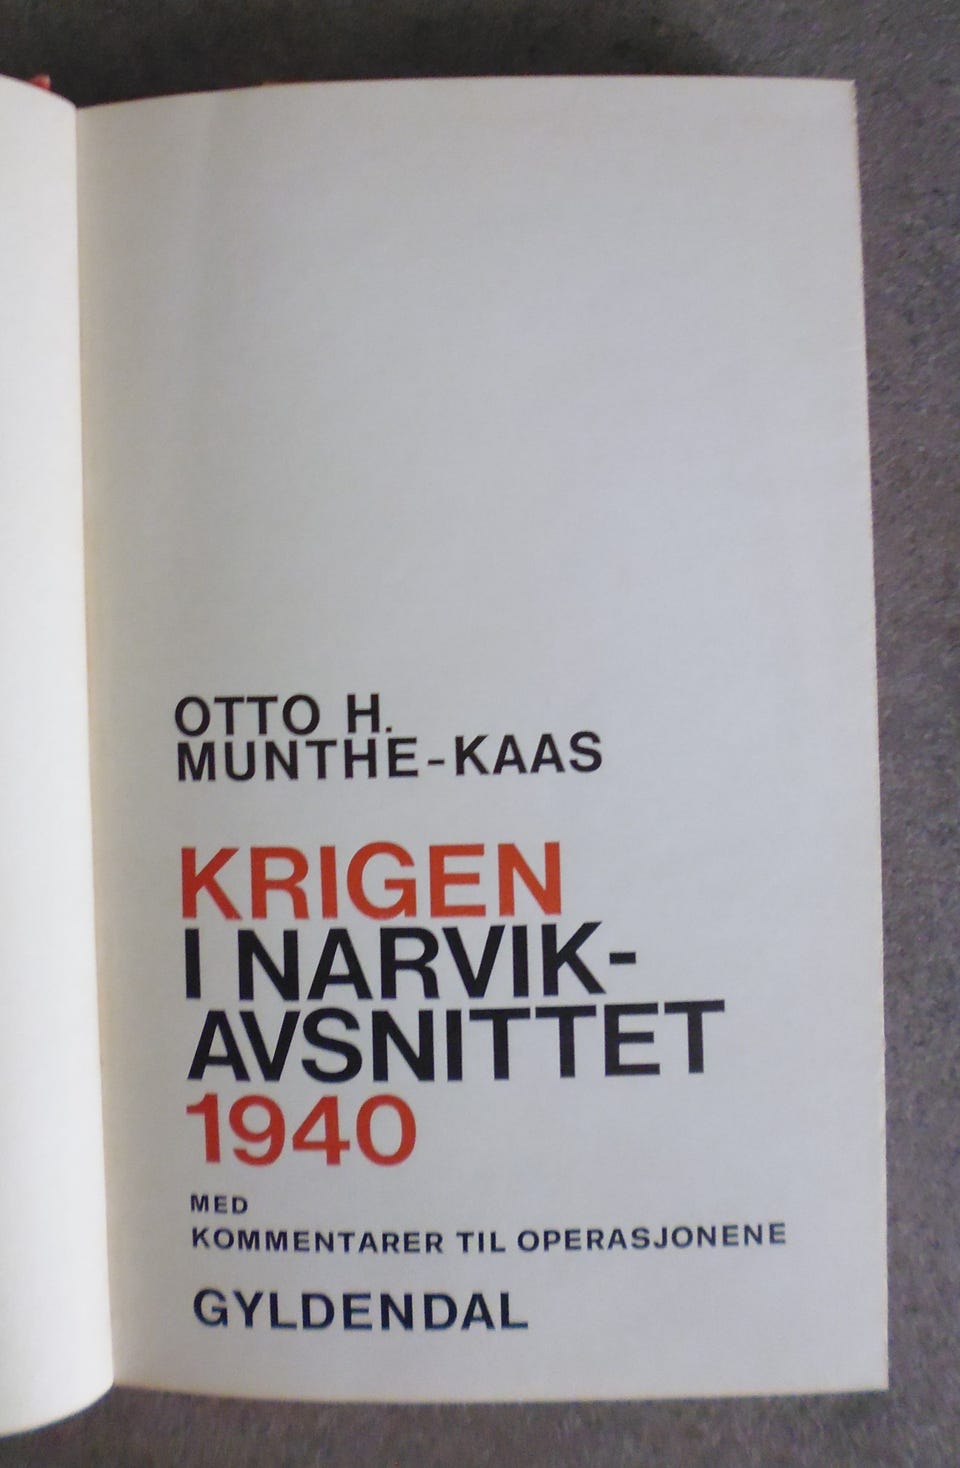 OTTO H.
MUNTHE-KAAS
KRIGEN
I NARVIK-
AVSNITTET
1940
MED
KOMMENTARER TIL OPERASJONENE
GYLDENDAL